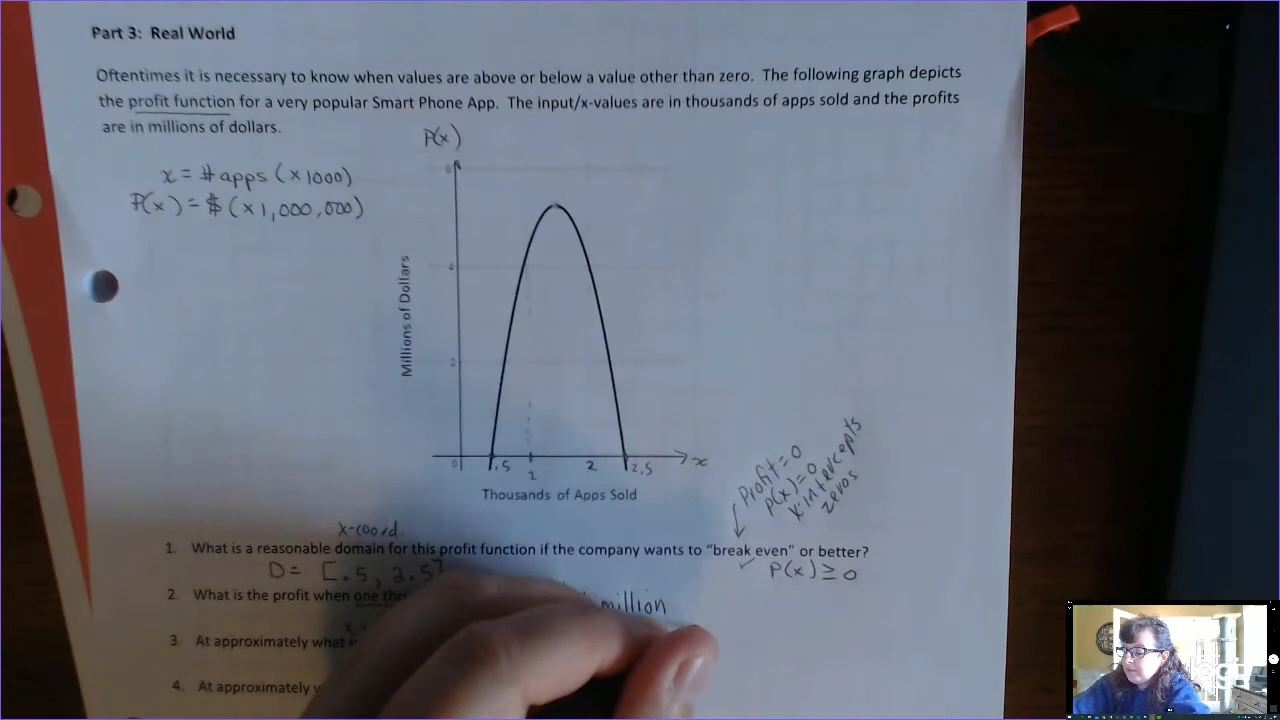 Part 3: Real World
Oftentimes it is necessary to know when values are above or below a value other than zero. The following graph depicts
the profit function for a very popular Smart Phone App. The input/x-values are in thousands of apps sold and the profits
are in millions of dollars.
P(x)
x = # apps (x 1000)
P(x) = $ (x 1,000,000)
6
4
Millions of Dollars
2
0 .5 1 2 2.5 x
Thousands of Apps Sold
Profit = 0
P(x) = 0
x-intercepts
zeros
x-coord.
1. What is a reasonable domain for this profit function if the company wants to "break even" or better?
D = [.5, 2.5] P(x) ≥ 0
2. What is the profit when one million
3. At approximately what
4. At approximately